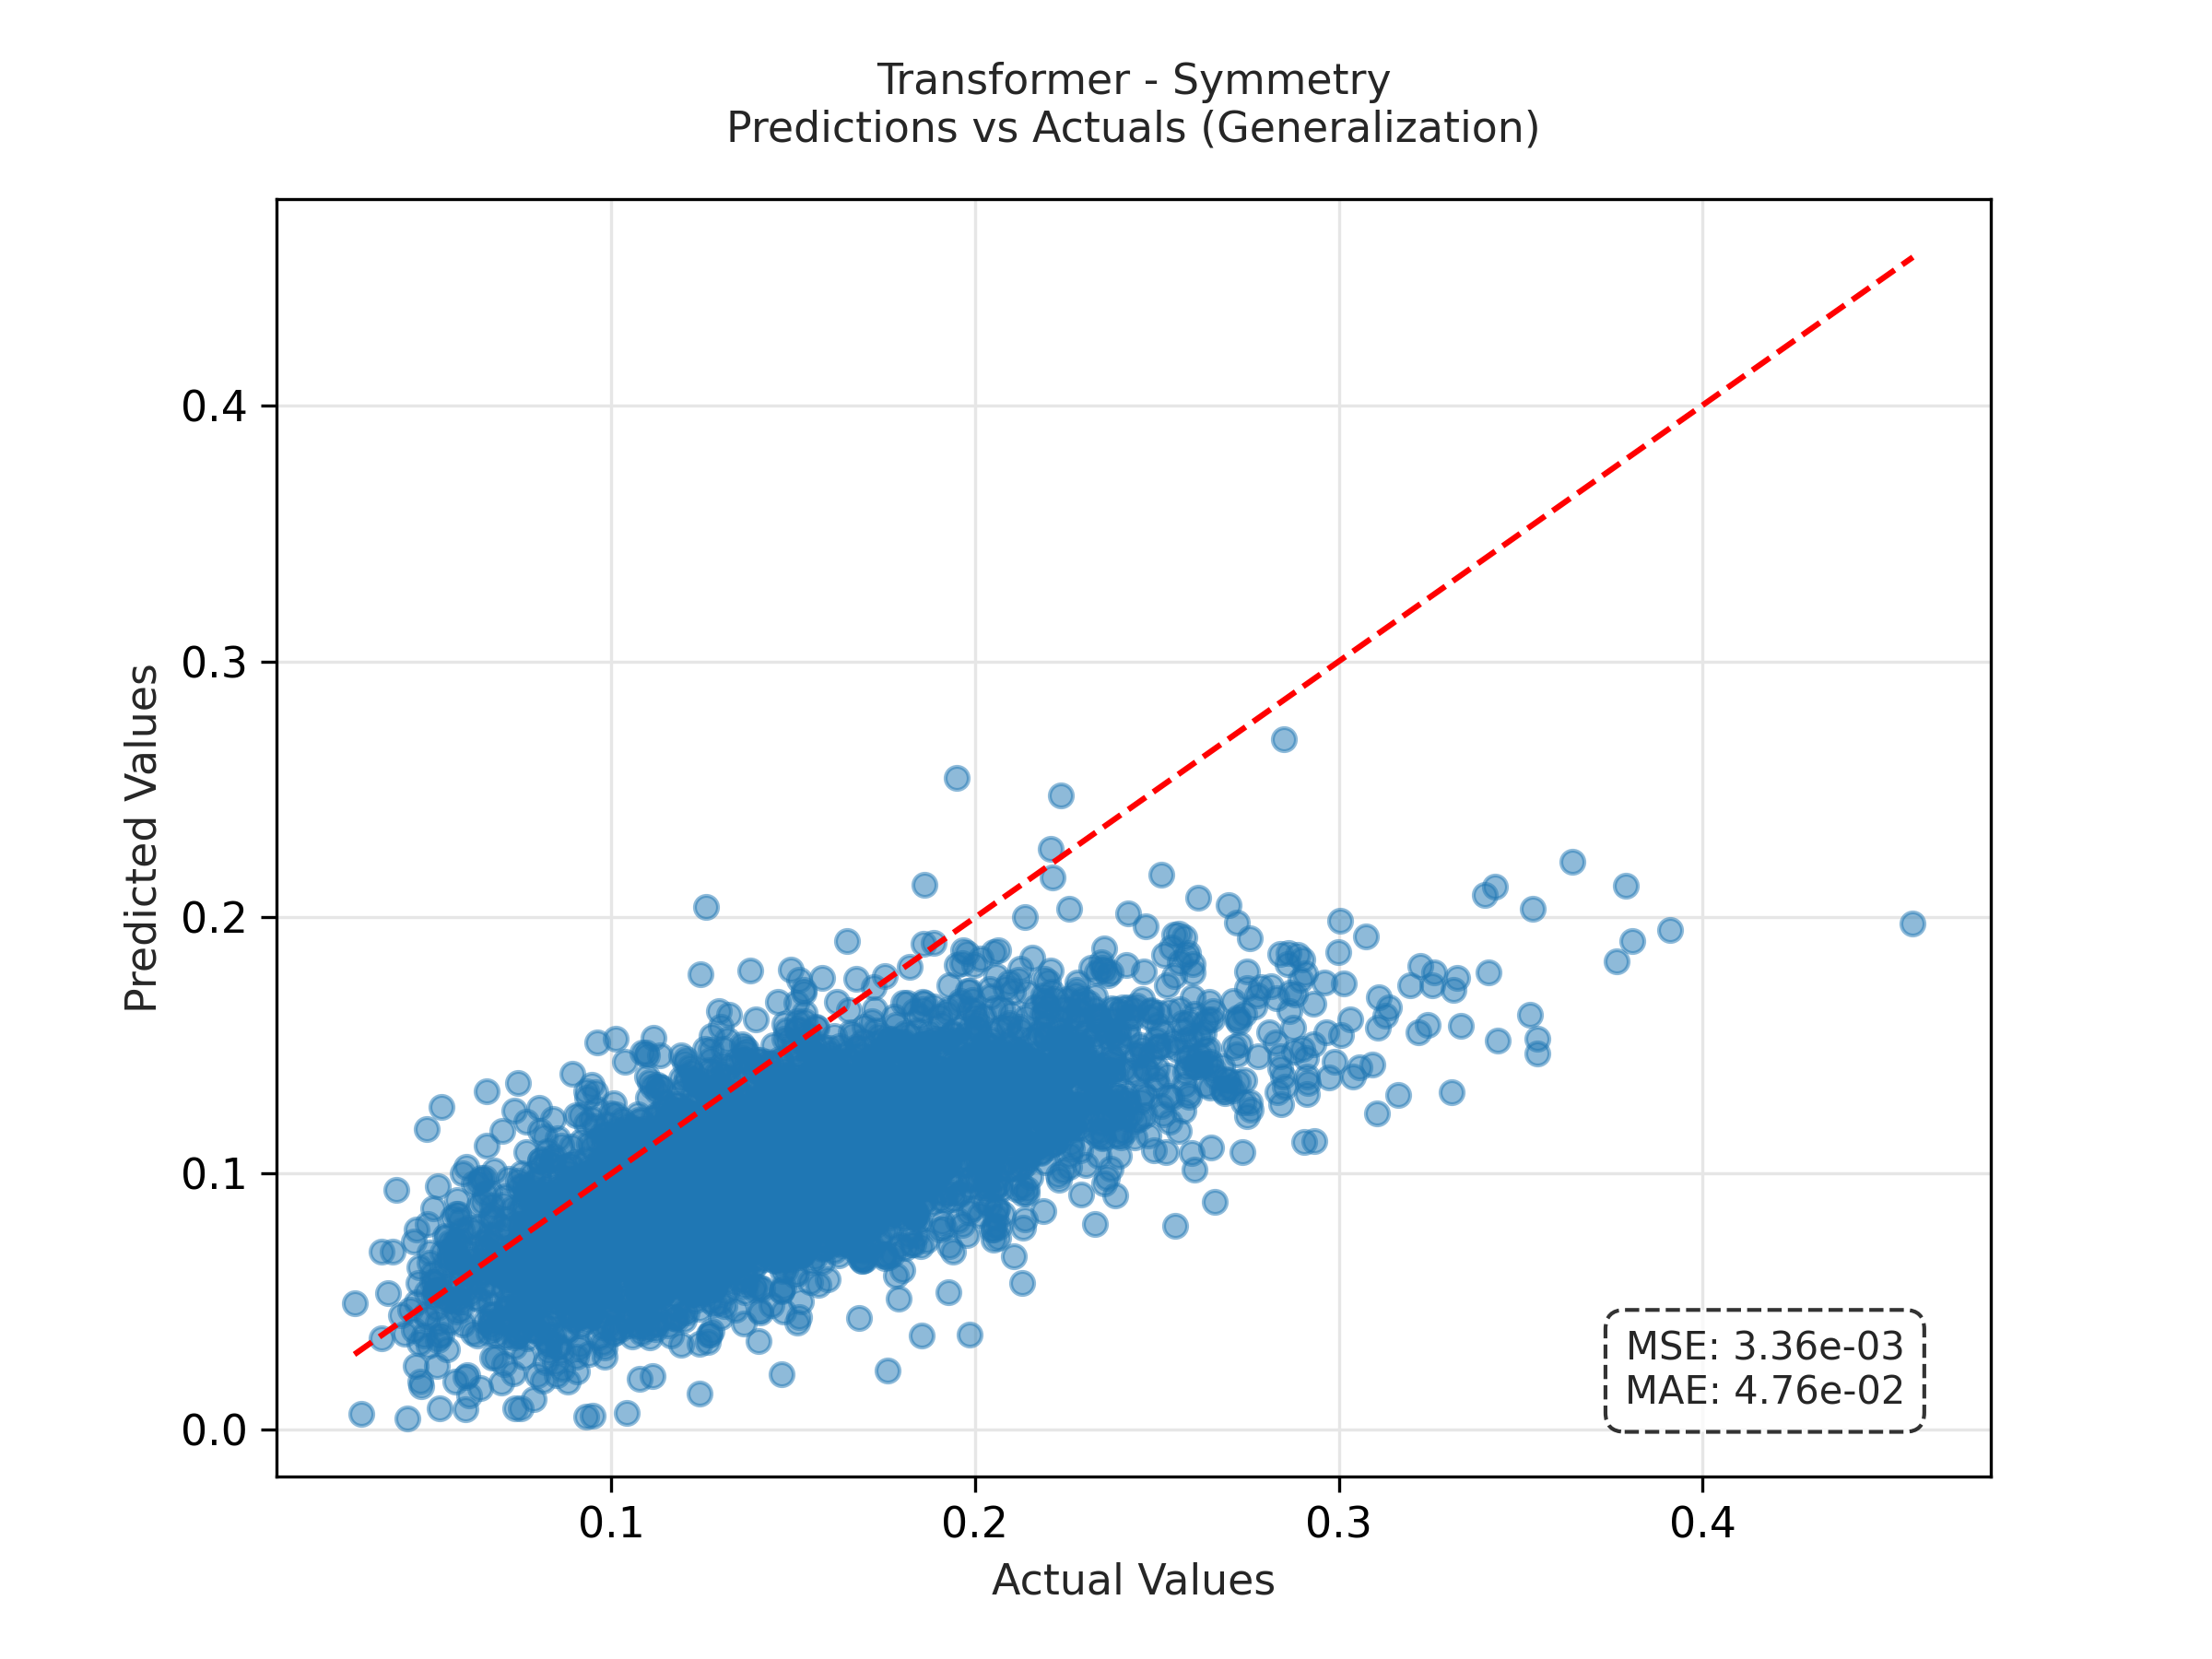 Transformer - Symmetry
Predictions vs Actuals (Generalization)
Predicted Values
0.4
0.3
0.2
0.1
0.0
MSE: 3.36e-03
MAE: 4.76e-02
0.1 0.2 0.3 0.4
Actual Values